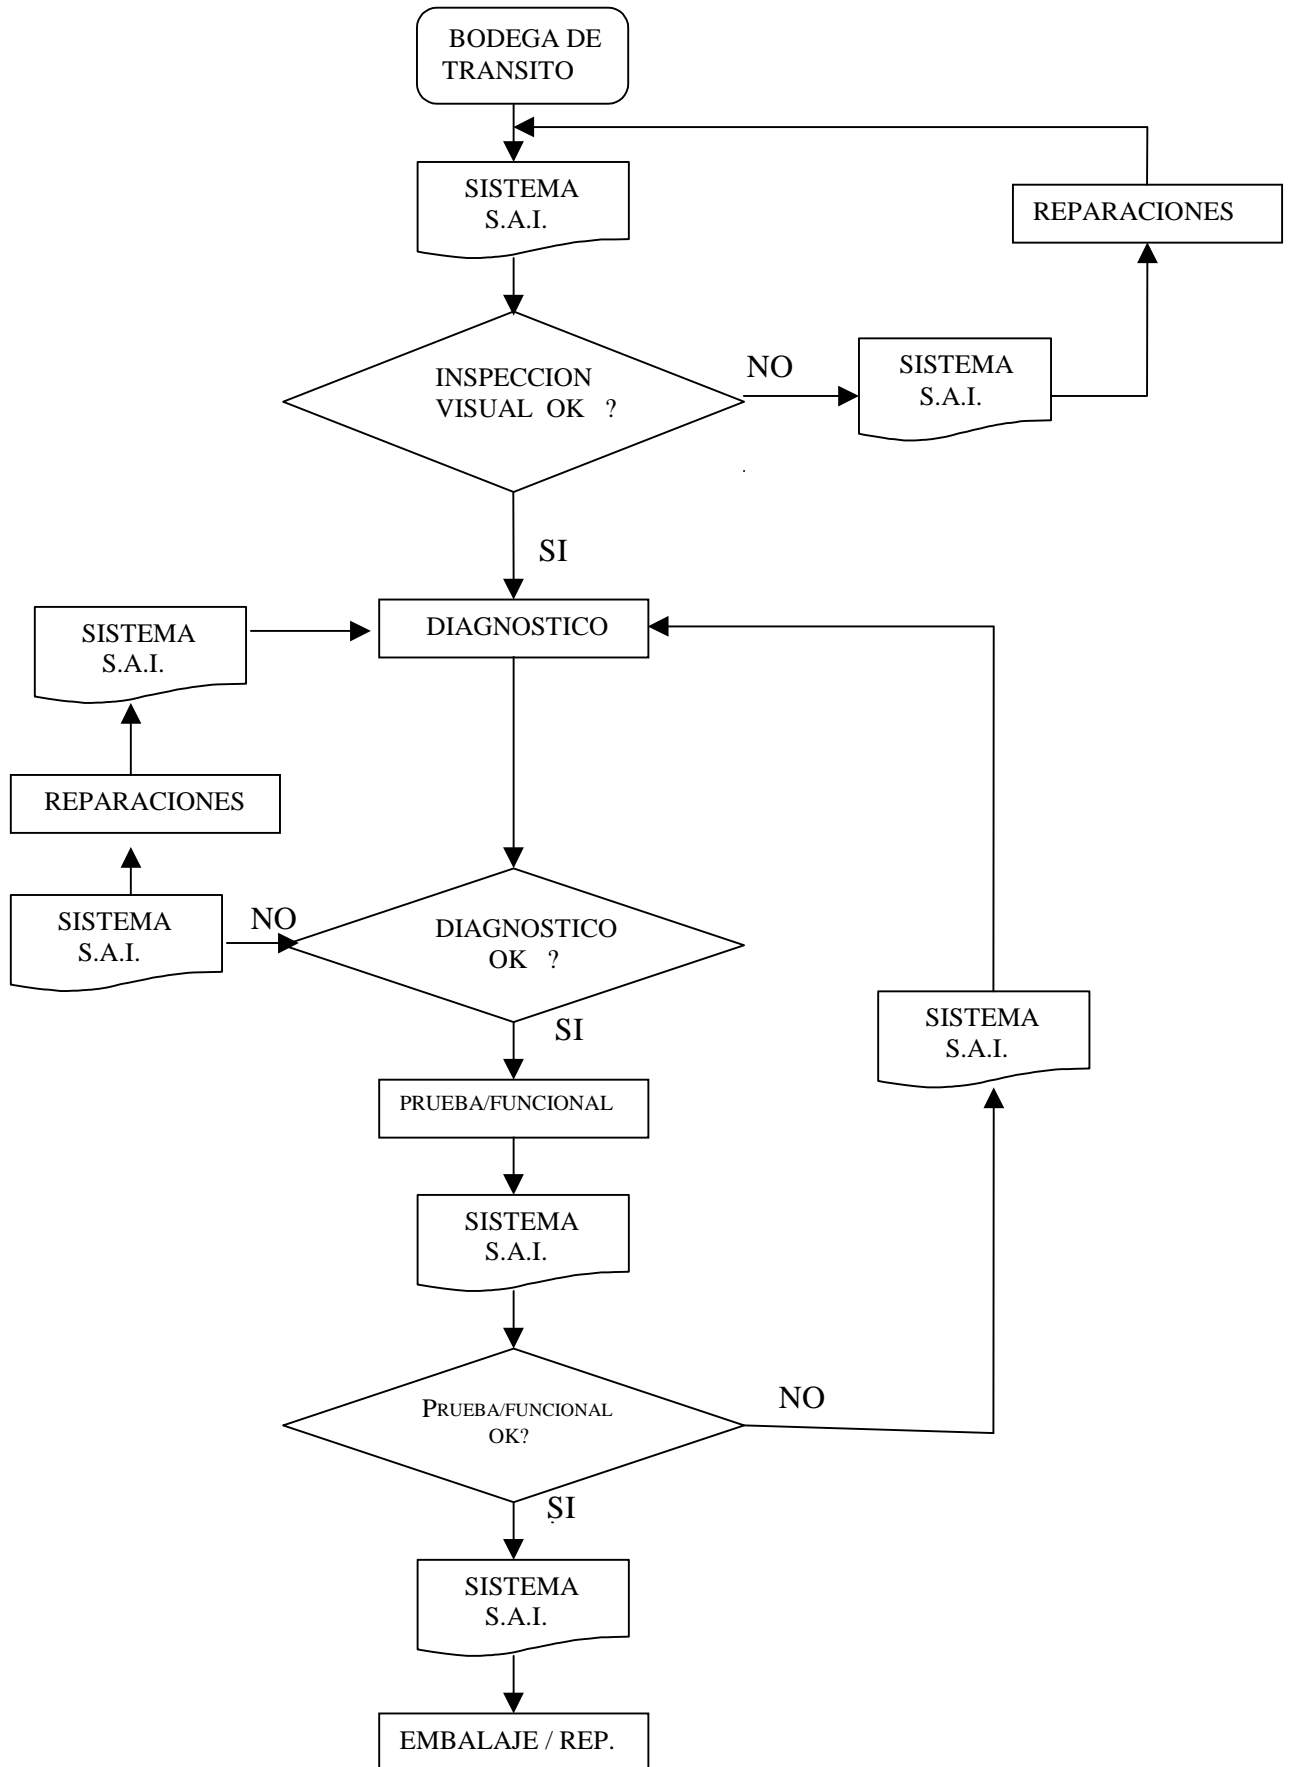 BODEGA DE
TRANSITO
SISTEMA
S.A.I.
REPARACIONES
INSPECCION
VISUAL OK ?
NO
SISTEMA
S.A.I.
SI
SISTEMA
S.A.I.
DIAGNOSTICO
REPARACIONES
SISTEMA
S.A.I.
NO
DIAGNOSTICO
OK ?
SI
SISTEMA
S.A.I.
PRUEBA/FUNCIONAL
SISTEMA
S.A.I.
PRUEBA/FUNCIONAL
OK?
NO
SI
SISTEMA
S.A.I.
EMBALAJE / REP.